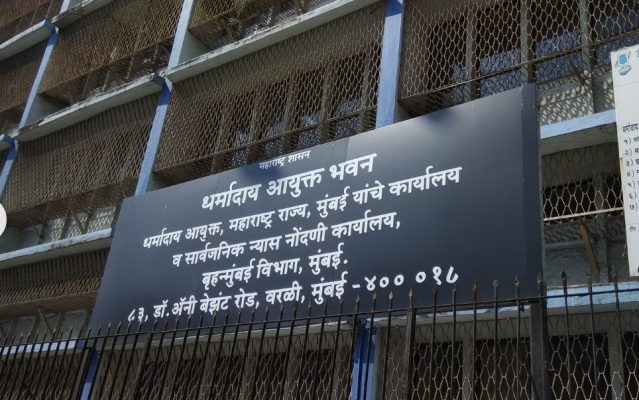 महाराष्ट्र शासन
धर्मादाय आयुक्त भवन
धर्मादाय आयुक्त, महाराष्ट्र राज्य, मुंबई यांचे कार्यालय
व सार्वजनिक न्यास नोंदणी कार्यालय,
बृहन्मुंबई विभाग, मुंबई.
८३, डॉ.ॲनी बेझंट रोड, वरळी, मुंबई - ४०० ०१८